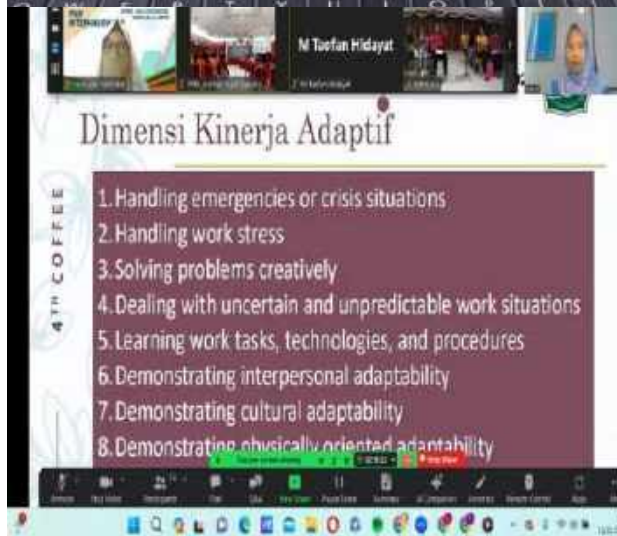 M Taofan Hidayat
Dimensi Kinerja Adaptif
4TH COFFEE
1. Handling emergencies or crisis situations
2. Handling work stress
3. Solving problems creatively
4. Dealing with uncertain and unpredictable work situations
5. Learning work tasks, technologies, and procedures
6. Demonstrating interpersonal adaptability
7. Demonstrating cultural adaptability
8. Demonstrating physically oriented adaptability